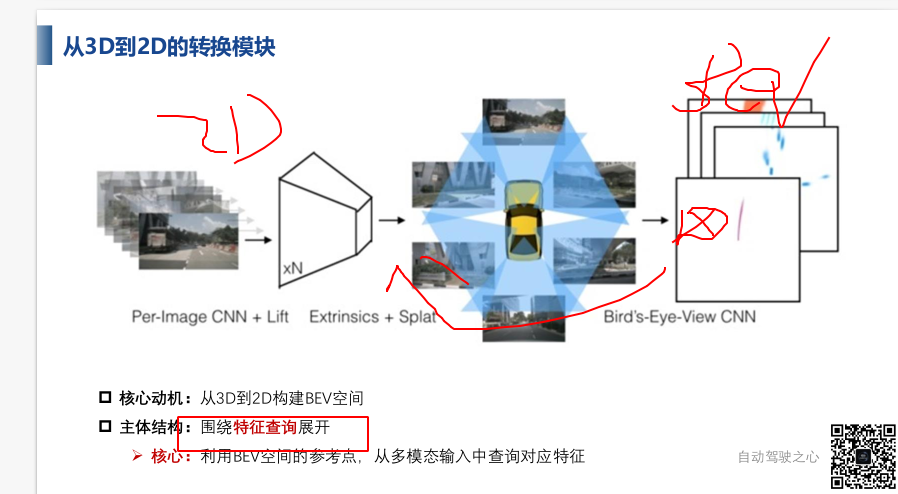 从3D到2D的转换模块
2D
BEV
xN
Per-Image CNN + Lift
Extrinsics + Splat
Bird's-Eye-View CNN
核心动机：从3D到2D构建BEV空间
主体结构：围绕特征查询展开
核心：利用BEV空间的参考点，从多模态输入中查询对应特征
自动驾驶之心